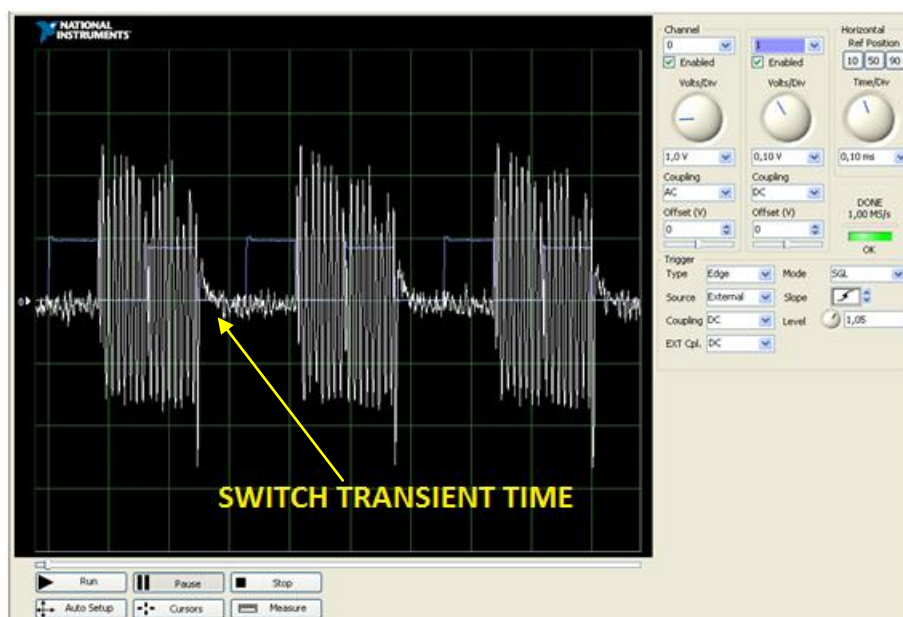 NATIONAL
INSTRUMENTS
SWITCH TRANSIENT TIME
Channel
0
1
Enabled
Enabled
Volts/Div
Volts/Div
1,0 V
0,10 V
Coupling
Coupling
AC
DC
Offset (V)
Offset (V)
0
0
Horizontal
Ref Position
10 50 90
Time/Div
0,10 ms
DONE
1,00 MS/s
OK
Trigger
Type Edge Mode SGL
Source External Slope
Coupling DC Level 1,05
EXT Cpl. DC
Run Pause Stop
Auto Setup Cursors Measure